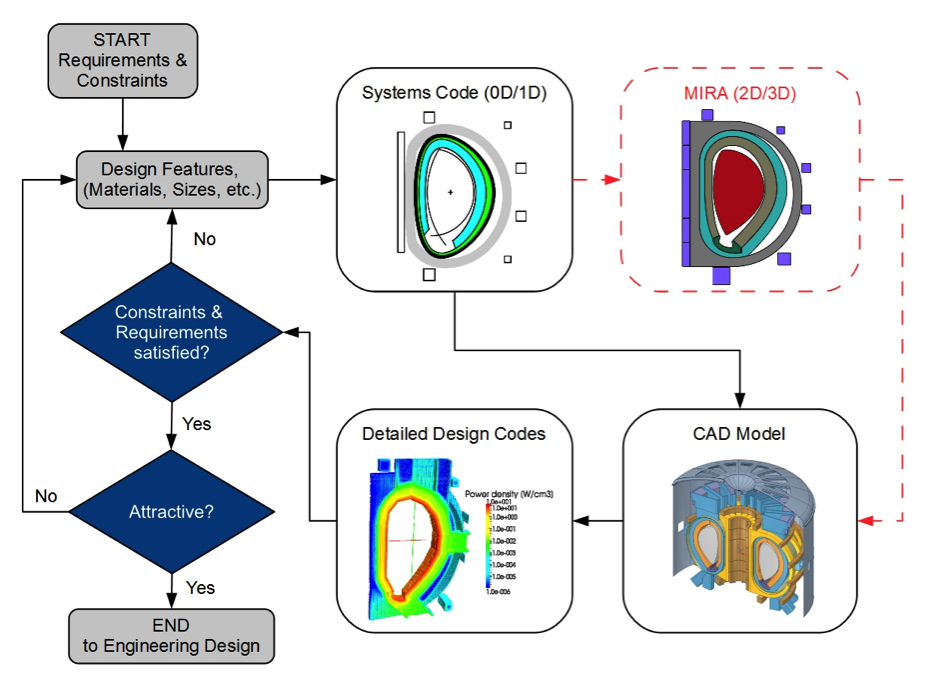 START
Requirements &
Constraints
Systems Code (0D/1D)
MIRA (2D/3D)
Design Features,
(Materials, Sizes, etc.)
No
Constraints &
Requirements
satisfied?
Yes
Detailed Design Codes
CAD Model
Power density (W/cm3)
1.0e+001
1.0e+001
1.0e+000
1.0e-001
1.0e-002
1.0e-003
1.0e-004
1.0e-005
1.0e-006
No
Attractive?
Yes
END
to Engineering Design